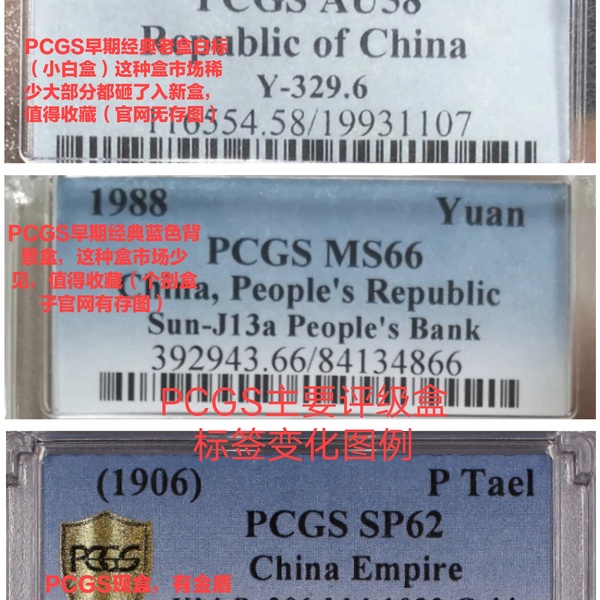 PCGS AU58
Republic of China
Y-329.6
116354.58/19931107
PCGS早期经典老盒白标
（小白盒）这种盒市场稀
少大部分都砸了入新盒，
值得收藏（官网无存图）
1988
Yuan
PCGS MS66
China, People's Republic
Sun-J13a People's Bank
392943.66/84134866
PCGS早期经典蓝色背
景盒，这种盒市场少
见，值得收藏（个别盒
子官网有存图）
PCGS主要评级盒
标签变化图例
(1906)
P Tael
PCGS SP62
China Empire
PCGS
PCGS现盒，有金盾